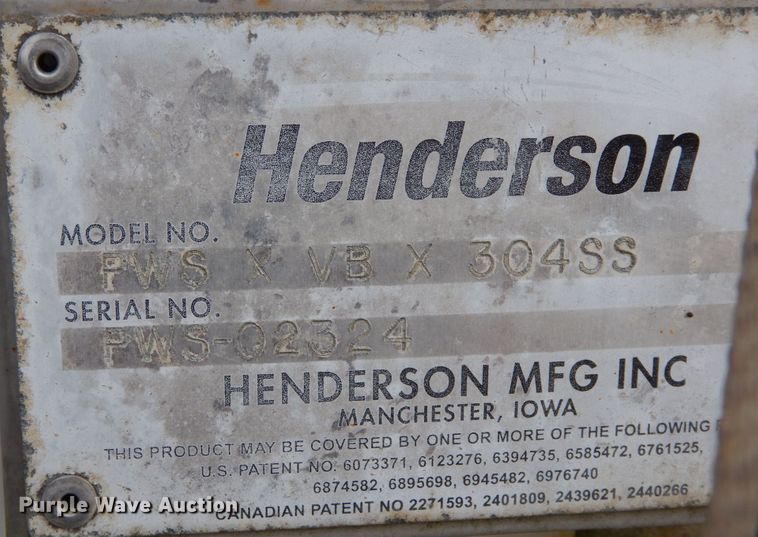 Henderson
MODEL NO.
PWS X VB X 304SS
SERIAL NO.
PWS-02324
HENDERSON MFG INC
MANCHESTER, IOWA
THIS PRODUCT MAY BE COVERED BY ONE OR MORE OF THE FOLLOWING
U.S. PATENT NO. 6073371, 6123276, 6394735, 6585472, 6761525,
6874582, 6895698, 6945482, 6976740
CANADIAN PATENT NO 2271593, 2401809, 2439621, 2440266
Purple Wave Auction